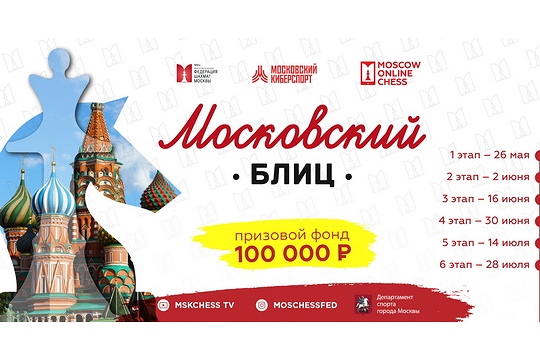 ФЕДЕРАЦИЯ
ШАХМАТ
МОСКВЫ
МОСКОВСКИЙ
КИБЕРСПОРТ
MOSCOW
ONLINE
CHESS
Московский
• БЛИЦ •
призовой фонд
100 000 ₽
1 этап – 26 мая
2 этап – 2 июня
3 этап – 16 июня
4 этап – 30 июня
5 этап – 14 июля
6 этап – 28 июля
MSKCHESS TV
MOSCHESSFED
Департамент
спорта
города Москвы